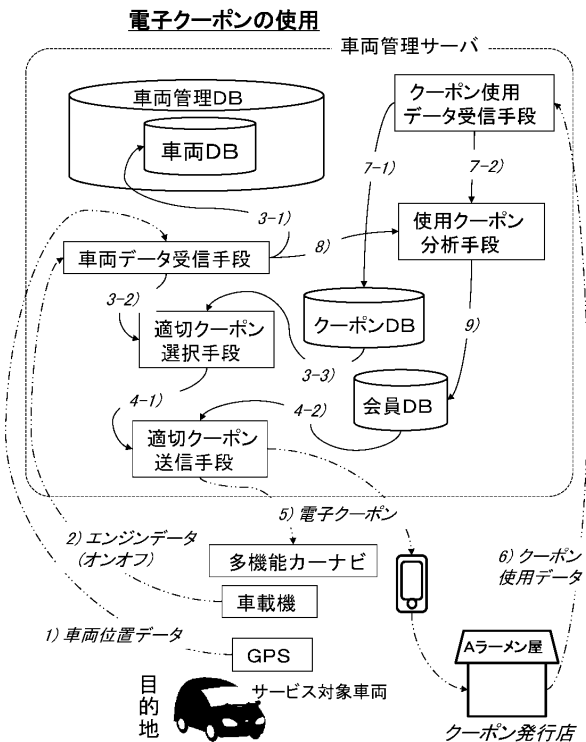 電子クーポンの使用
車両管理サーバ
車両管理DB
車両DB
クーポン使用
データ受信手段
7-1)
7-2)
3-1)
8)
使用クーポン
分析手段
車両データ受信手段
3-2)
適切クーポン
選択手段
クーポンDB
9)
3-3)
4-1)
4-2)
会員DB
適切クーポン
送信手段
5) 電子クーポン
2) エンジンデータ
(オンオフ)
多機能カーナビ
6) クーポン
使用データ
車載機
1) 車両位置データ
GPS
Aラーメン屋
目的地
サービス対象車両
クーポン発行店